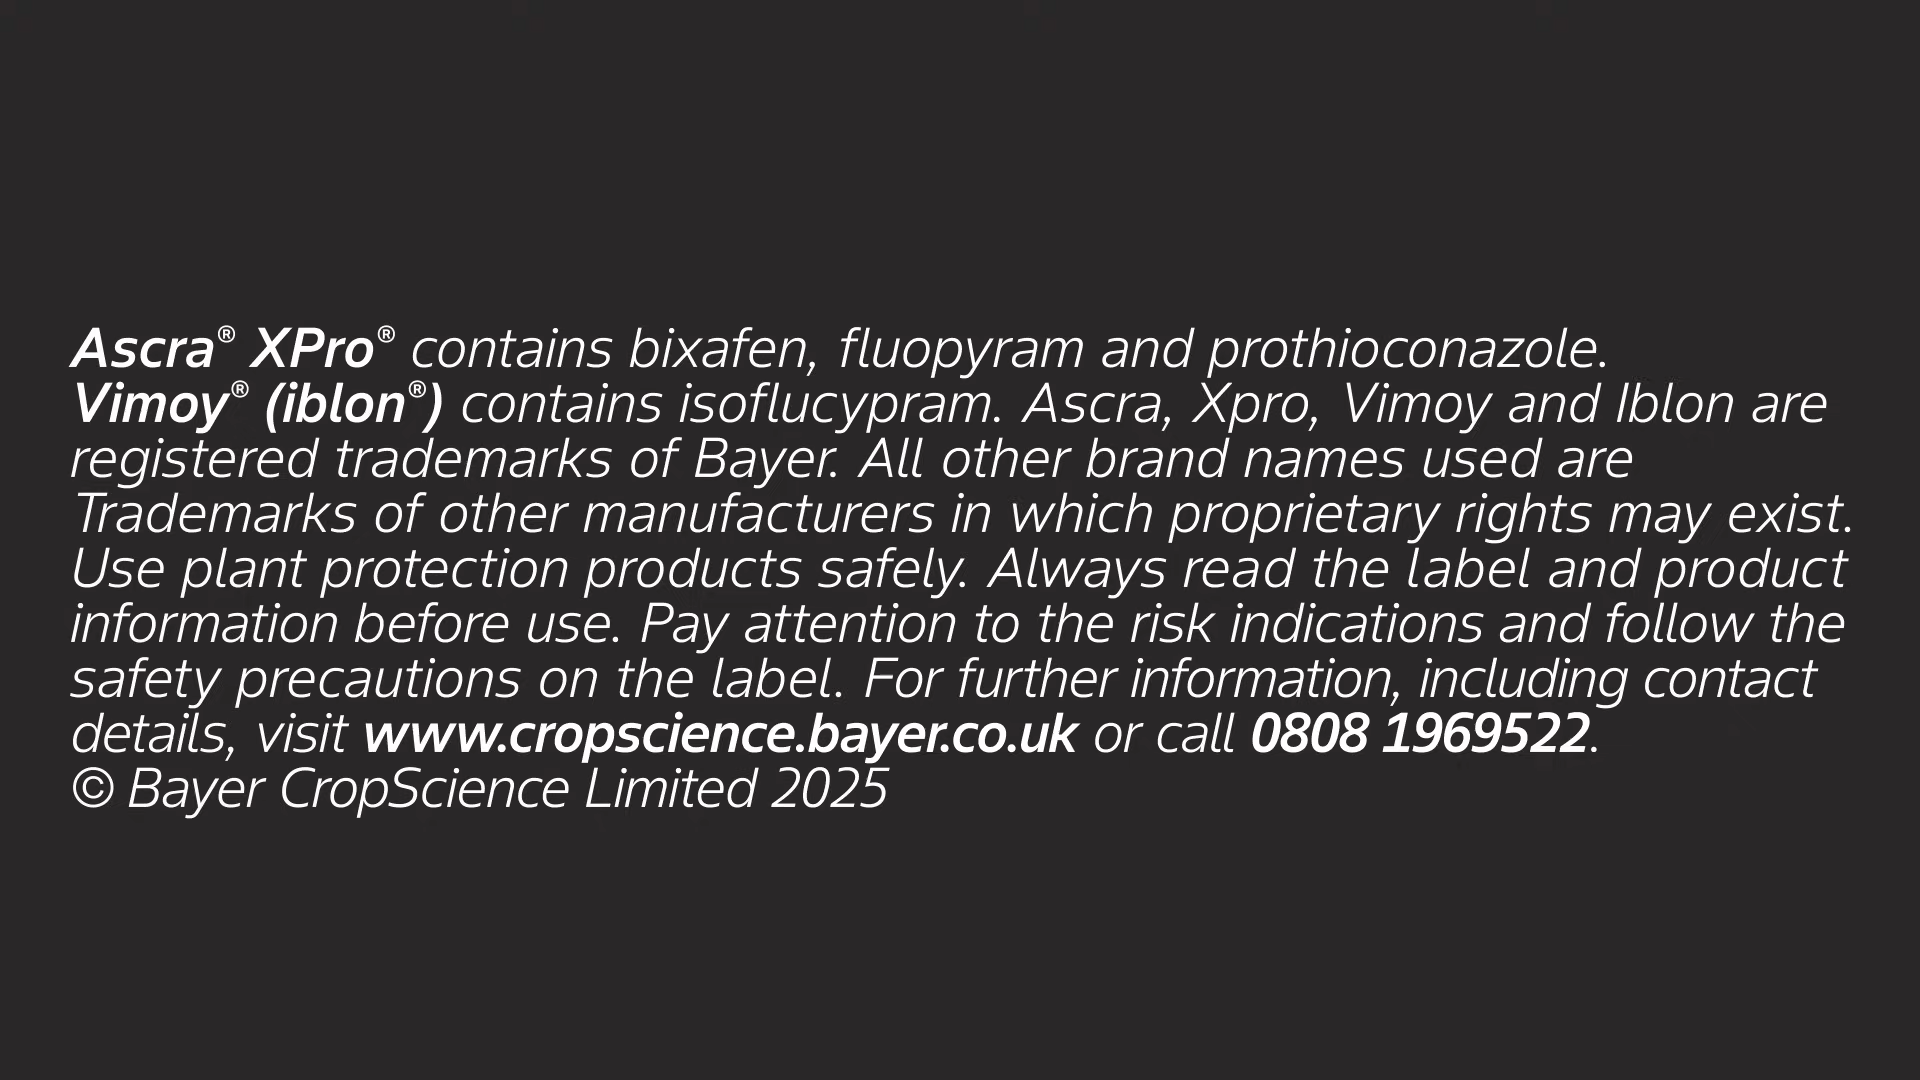 Ascra® XPro® contains bixafen, fluopyram and prothioconazole.
Vimoy® (iblon®) contains isoflucypram. Ascra, Xpro, Vimoy and Iblon are
registered trademarks of Bayer. All other brand names used are
Trademarks of other manufacturers in which proprietary rights may exist.
Use plant protection products safely. Always read the label and product
information before use. Pay attention to the risk indications and follow the
safety precautions on the label. For further information, including contact
details, visit www.cropscience.bayer.co.uk or call 0808 1969522.
© Bayer CropScience Limited 2025